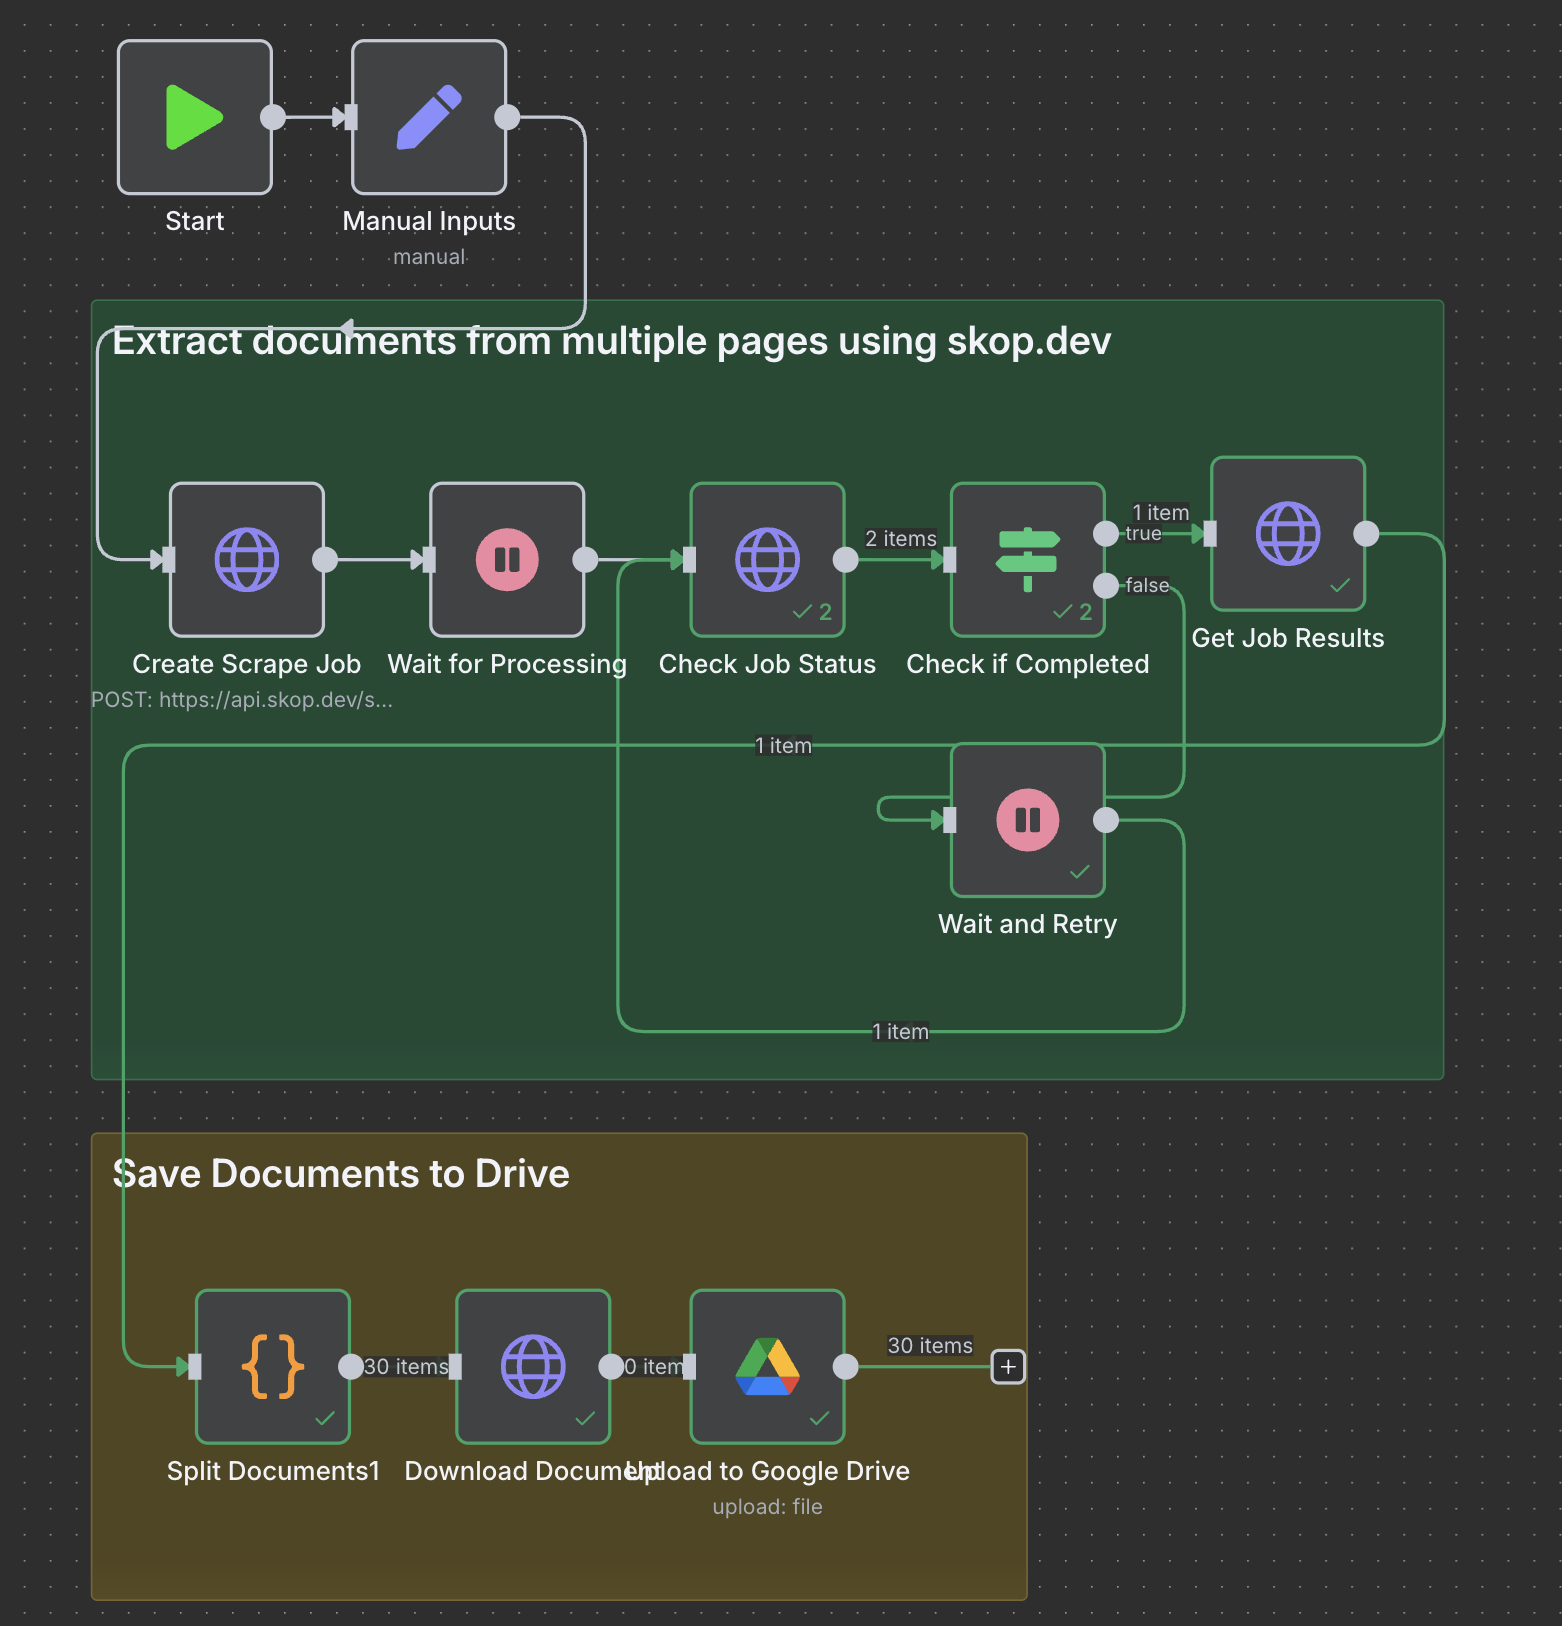 Start
Manual Inputs
manual
Extract documents from multiple pages using skop.dev
2 items
1 item
true
false
2
2
Create Scrape Job
Wait for Processing
Check Job Status
Check if Completed
Get Job Results
POST: https://api.skop.dev/s...
1 item
Wait and Retry
1 item
Save Documents to Drive
30 items
0 item
30 items
Split Documents1
Download Document
Upload to Google Drive
upload: file